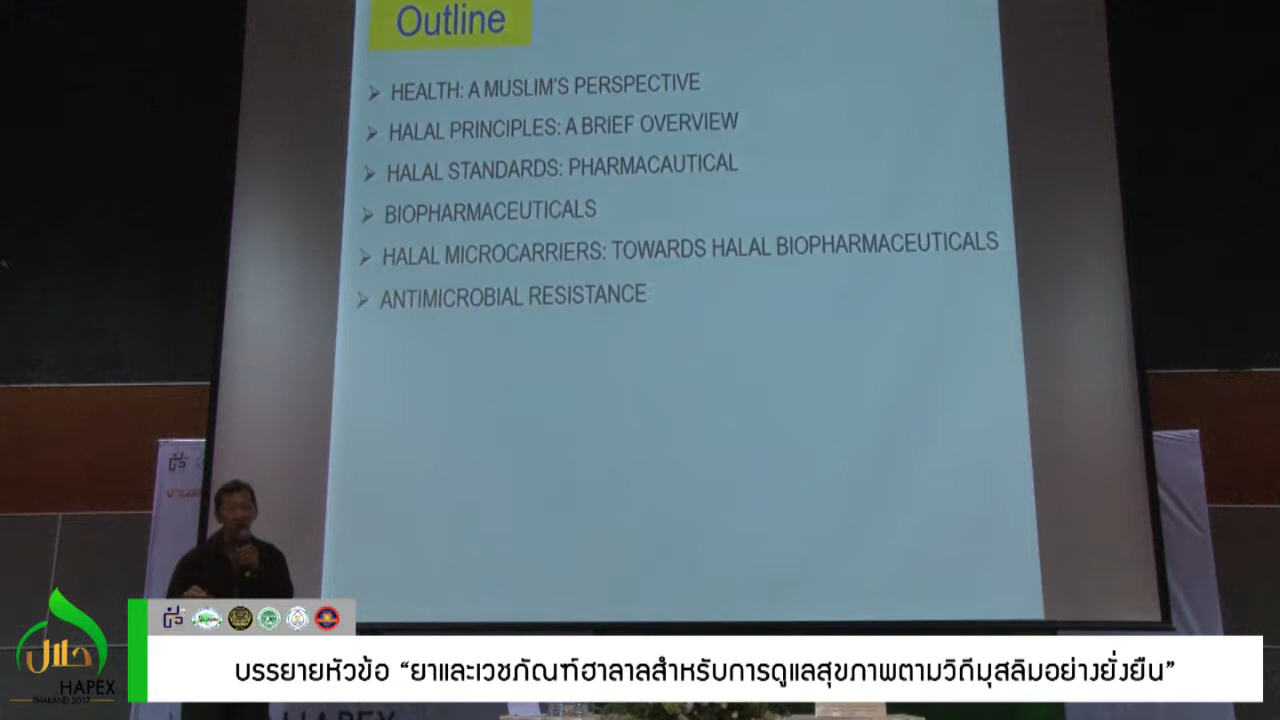 Outline
➢ HEALTH: A MUSLIM'S PERSPECTIVE
➢ HALAL PRINCIPLES: A BRIEF OVERVIEW
➢ HALAL STANDARDS: PHARMACAUTICAL
➢ BIOPHARMACEUTICALS
➢ HALAL MICROCARRIERS: TOWARDS HALAL BIOPHARMACEUTICALS
➢ ANTIMICROBIAL RESISTANCE
حلال
HAPEX
THAILAND 2017
บรรยายหัวข้อ “ยาและเวชภัณฑ์ฮาลาลสำหรับการดูแลสุขภาพตามวิถีมุสลิมอย่างยั่งยืน”
HAPEX